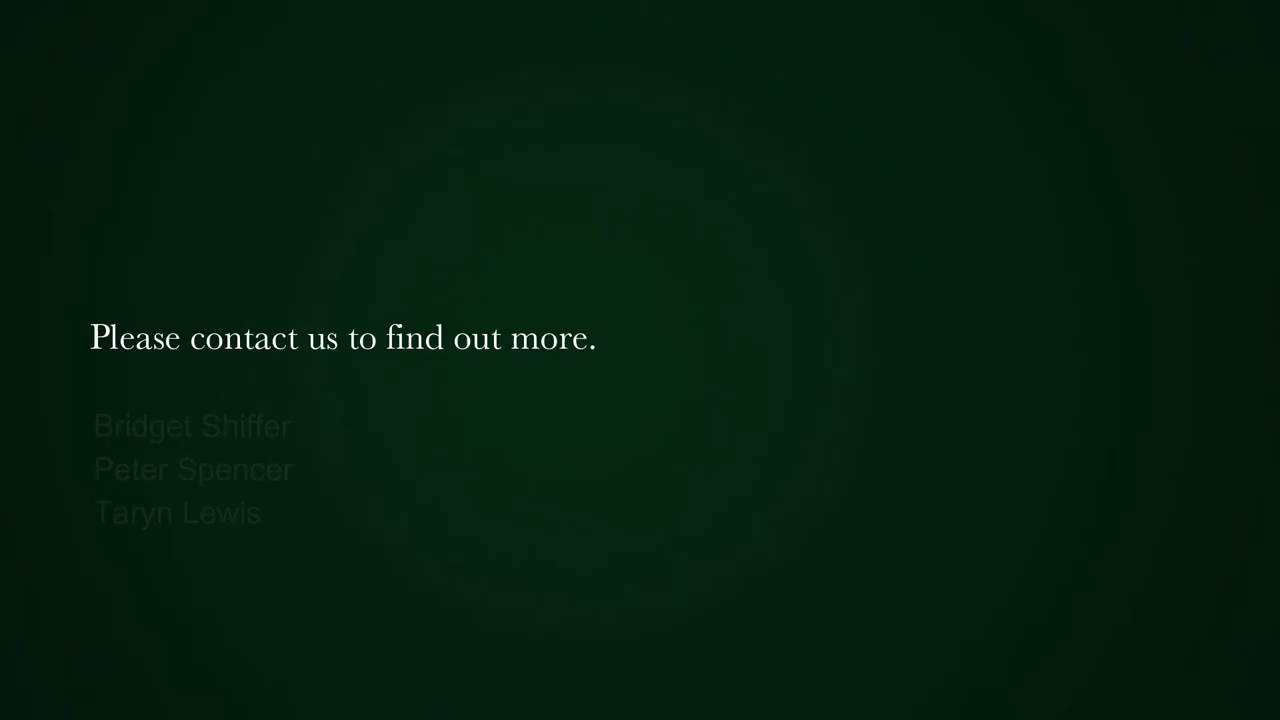 Please contact us to find out more.
Bridget Shiffer
Peter Spencer
Taryn Lewis